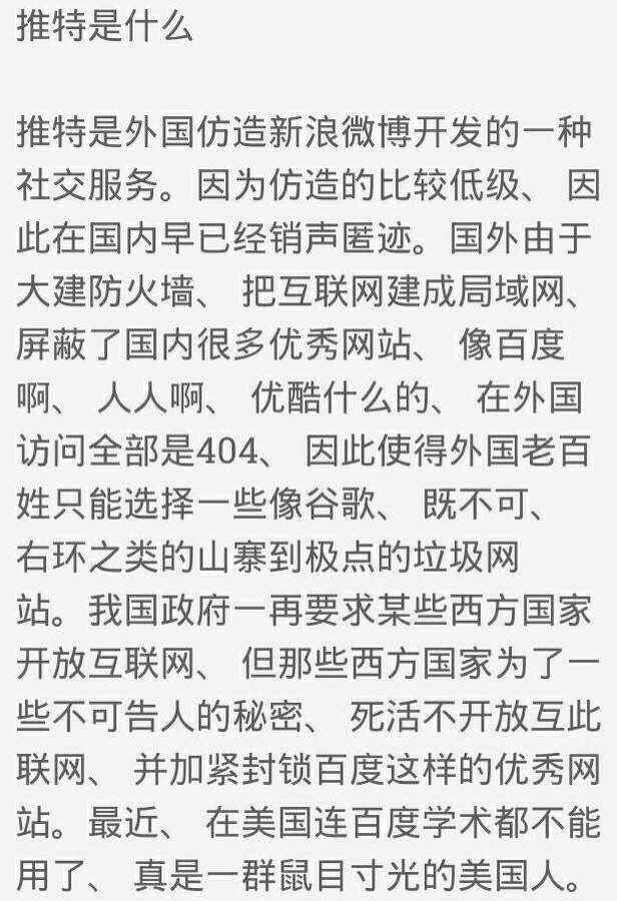 推特是什么
推特是外国仿造新浪微博开发的一种
社交服务。因为仿造的比较低级、 因
此在国内早已经销声匿迹。国外由于
大建防火墙、 把互联网建成局域网、
屏蔽了国内很多优秀网站、 像百度
啊、 人人啊、 优酷什么的、 在外国
访问全部是404、 因此使得外国老百
姓只能选择一些像谷歌、 既不可、
右环之类的山寨到极点的垃圾网
站。我国政府一再要求某些西方国家
开放互联网、 但那些西方国家为了一
些不可告人的秘密、 死活不开放互此
联网、 并加紧封锁百度这样的优秀网
站。最近、 在美国连百度学术都不能
用了、 真是一群鼠目寸光的美国人。